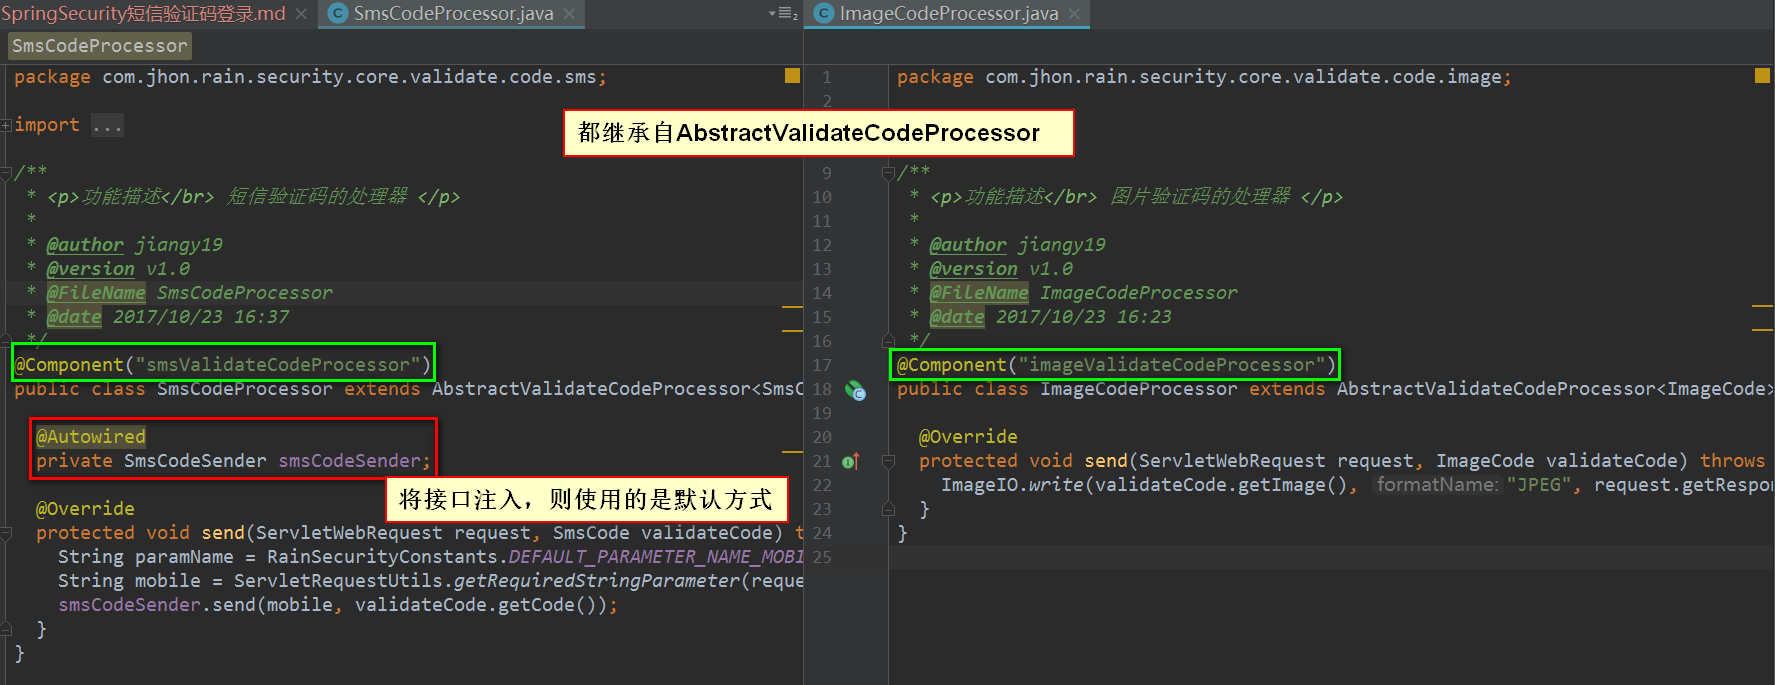 SpringSecurity短信验证码登录.md
SmsCodeProcessor.java
ImageCodeProcessor.java
SmsCodeProcessor
package com.jhon.rain.security.core.validate.code.sms;
import ...
/**
* <p>功能描述</br> 短信验证码的处理器 </p>
*
* @author jiangy19
* @version v1.0
* @FileName SmsCodeProcessor
* @date 2017/10/23 16:37
*/
@Component("smsValidateCodeProcessor")
public class SmsCodeProcessor extends AbstractValidateCodeProcessor<SmsC
@Autowired
private SmsCodeSender smsCodeSender;
将接口注入，则使用的是默认方式
@Override
protected void send(ServletWebRequest request, SmsCode validateCode) t
String paramName = RainSecurityConstants.DEFAULT_PARAMETER_NAME_MOBI
String mobile = ServletRequestUtils.getRequiredStringParameter(reque
smsCodeSender.send(mobile, validateCode.getCode());
}
}
都继承自AbstractValidateCodeProcessor
1 package com.jhon.rain.security.core.validate.code.image;
2
9 /**
10 * <p>功能描述</br> 图片验证码的处理器 </p>
11 *
12 * @author jiangy19
13 * @version v1.0
14 * @FileName ImageCodeProcessor
15 * @date 2017/10/23 16:23
16 */
17 @Component("imageValidateCodeProcessor")
18 public class ImageCodeProcessor extends AbstractValidateCodeProcessor<ImageCode>
19
20 @Override
21 protected void send(ServletWebRequest request, ImageCode validateCode) throws
22 ImageIO.write(validateCode.getImage(), formatName: "JPEG", request.getRespon
23 }
24 }
25